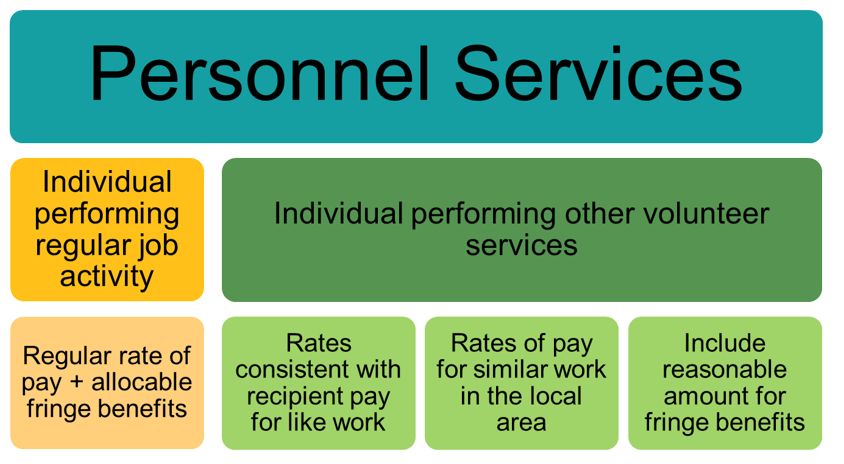 Personnel Services
Individual
performing
regular job
activity
Individual performing other volunteer
services
Regular rate of
pay + allocable
fringe benefits
Rates
consistent with
recipient pay
for like work
Rates of pay
for similar work
in the local
area
Include
reasonable
amount for
fringe benefits